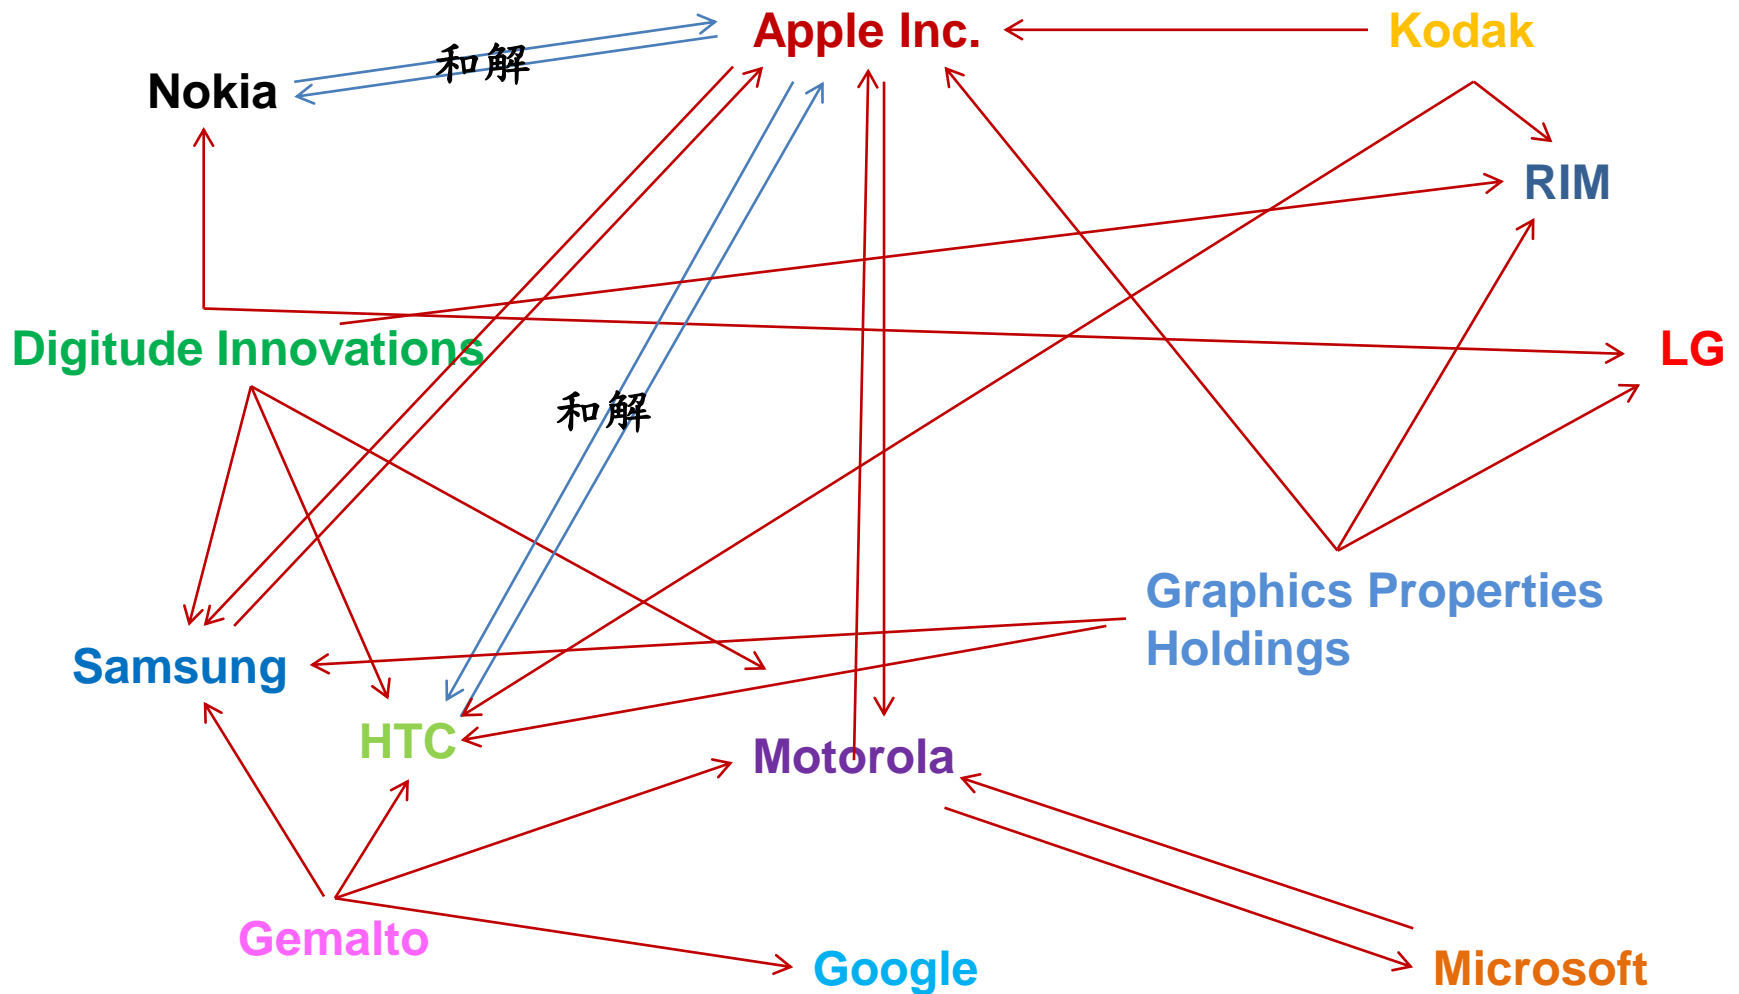 Apple Inc.
Kodak
和解
Nokia
RIM
Digitude Innovations
LG
和解
Graphics Properties
Holdings
Samsung
HTC
Motorola
Gemalto
Google
Microsoft